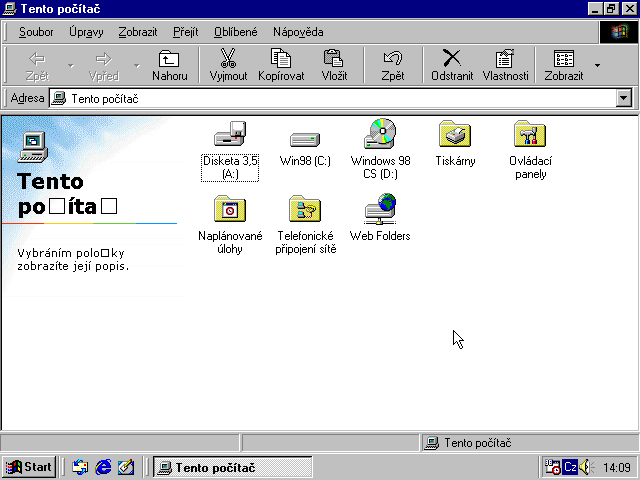 Tento počítač
Soubor Úpravy Zobrazit Přejít Oblíbené Nápověda
Zpět Vpřed Nahoru Vyjmout Kopírovat Vložit Zpět Odstranit Vlastnosti Zobrazit
Adresa Tento počítač
Tento
po□íta□
Vybráním polo□ky
zobrazíte její popis.
Disketa 3,5
(A:)
Win98 (C:)
Windows 98
CS (D:)
Tiskárny
Ovládací
panely
Naplánované
úlohy
Telefonické
připojení sítě
Web Folders
Tento počítač
Start Tento počítač Cz 14:09